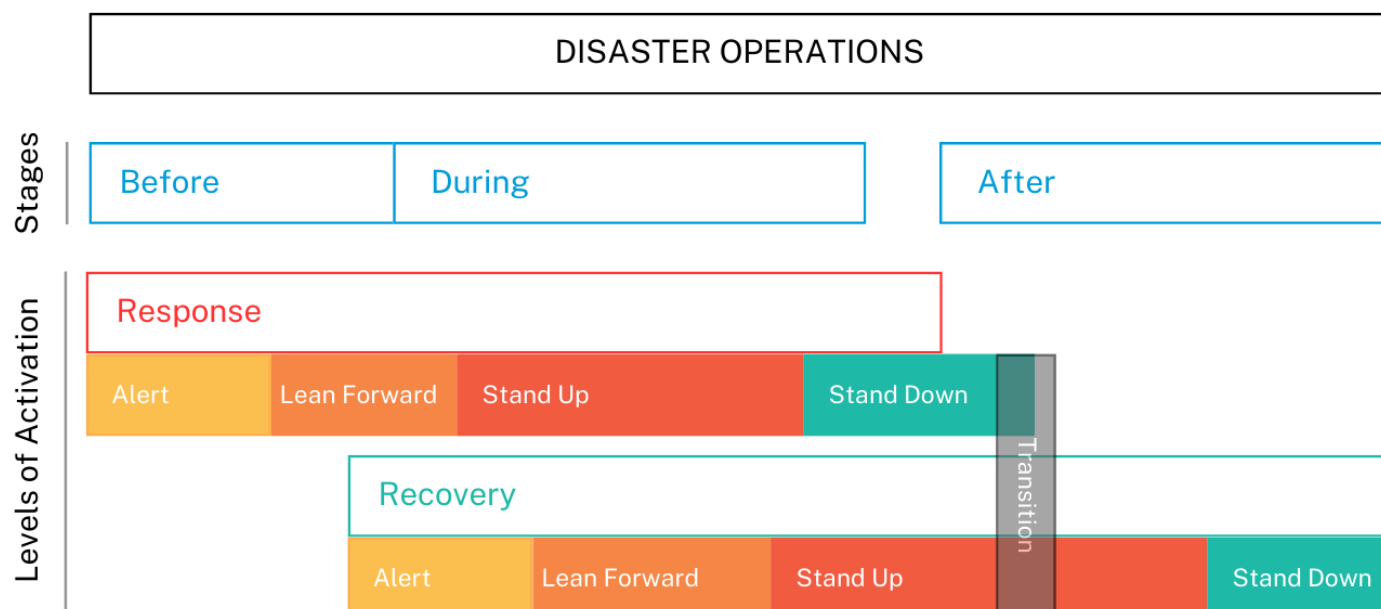 DISASTER OPERATIONS
Stages
Before
During
After
Levels of Activation
Response
Alert
Lean Forward
Stand Up
Stand Down
Transition
Recovery
Alert
Lean Forward
Stand Up
Stand Down